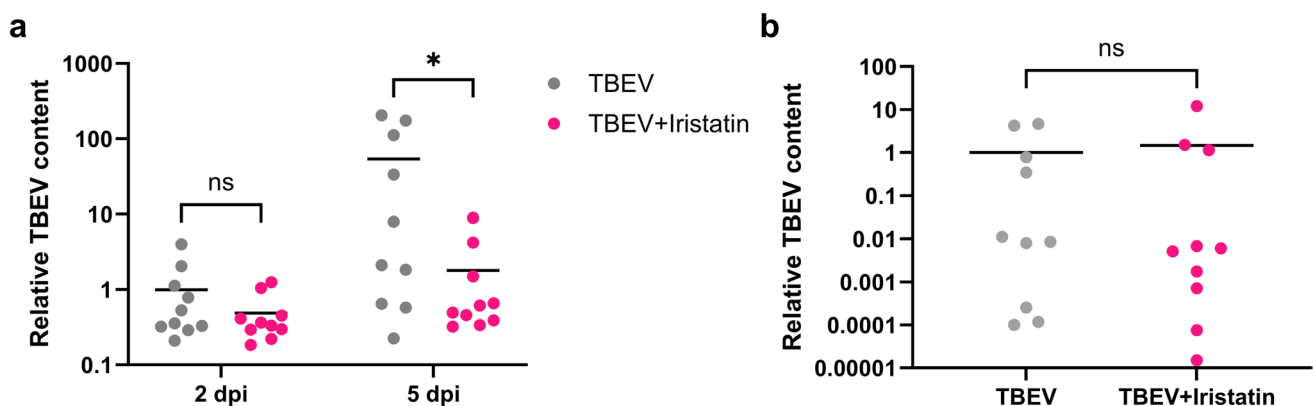 a
Relative TBEV content
1000
100
10
1
0.1
ns
*
2 dpi
5 dpi
TBEV
TBEV+Iristatin
b
Relative TBEV content
100
10
1
0.1
0.01
0.001
0.0001
0.00001
ns
TBEV
TBEV+Iristatin